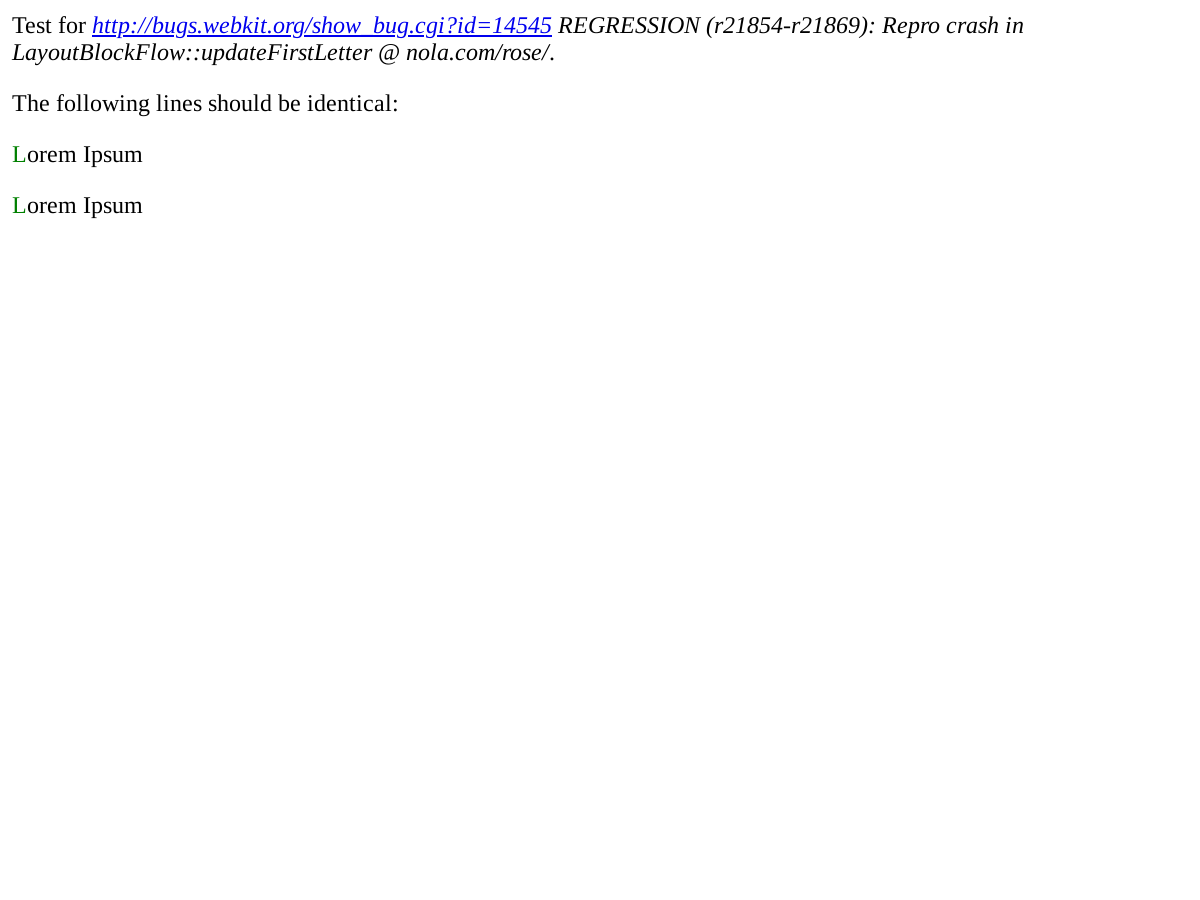 Test for http://bugs.webkit.org/show_bug.cgi?id=14545 REGRESSION (r21854-r21869): Repro crash in
LayoutBlockFlow::updateFirstLetter @ nola.com/rose/.
The following lines should be identical:
Lorem Ipsum
Lorem Ipsum